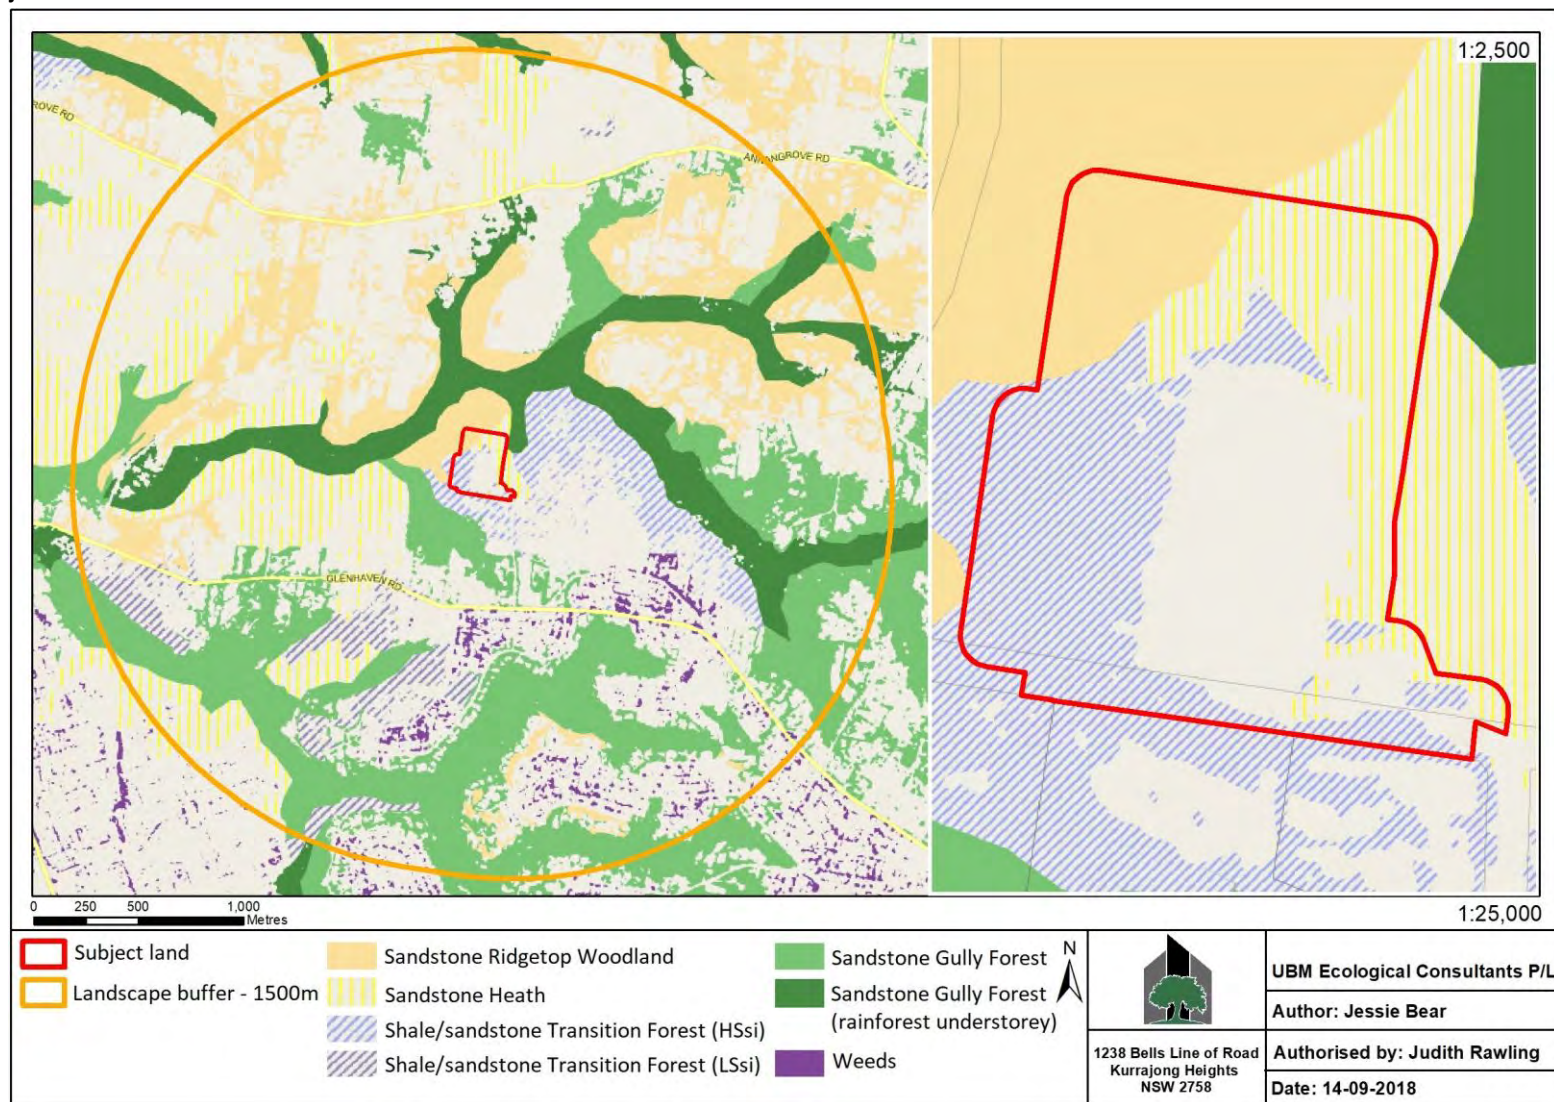 1:2,500
ROVE RD
ANNANGROVE RD
GLENHAVEN RD
0 250 500 1,000
Metres
1:25,000
Subject land
Landscape buffer - 1500m
Sandstone Ridgetop Woodland
Sandstone Heath
Shale/sandstone Transition Forest (HSsi)
Shale/sandstone Transition Forest (LSsi)
Sandstone Gully Forest
Sandstone Gully Forest
(rainforest understorey)
Weeds
N
1238 Bells Line of Road
Kurrajong Heights
NSW 2758
UBM Ecological Consultants P/L
Author: Jessie Bear
Authorised by: Judith Rawling
Date: 14-09-2018